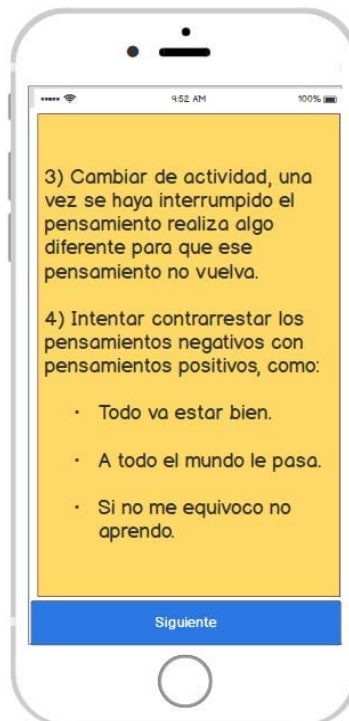 9:52 AM
100%
3) Cambiar de actividad, una
vez se haya interrumpido el
pensamiento realiza algo
diferente para que ese
pensamiento no vuelva.
4) Intentar contrarrestar los
pensamientos negativos con
pensamientos positivos, como:
· Todo va estar bien.
· A todo el mundo le pasa.
· Si no me equivoco no
aprendo.
Siguiente